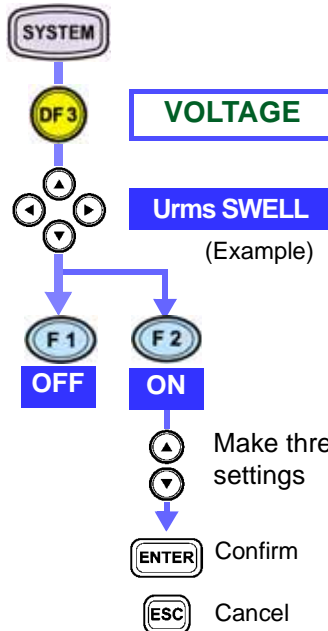 SYSTEM
DF 3
VOLTAGE
Urms SWELL
(Example)
F 1
F 2
OFF
ON
Make thre
settings
ENTER
Confirm
ESC
Cancel